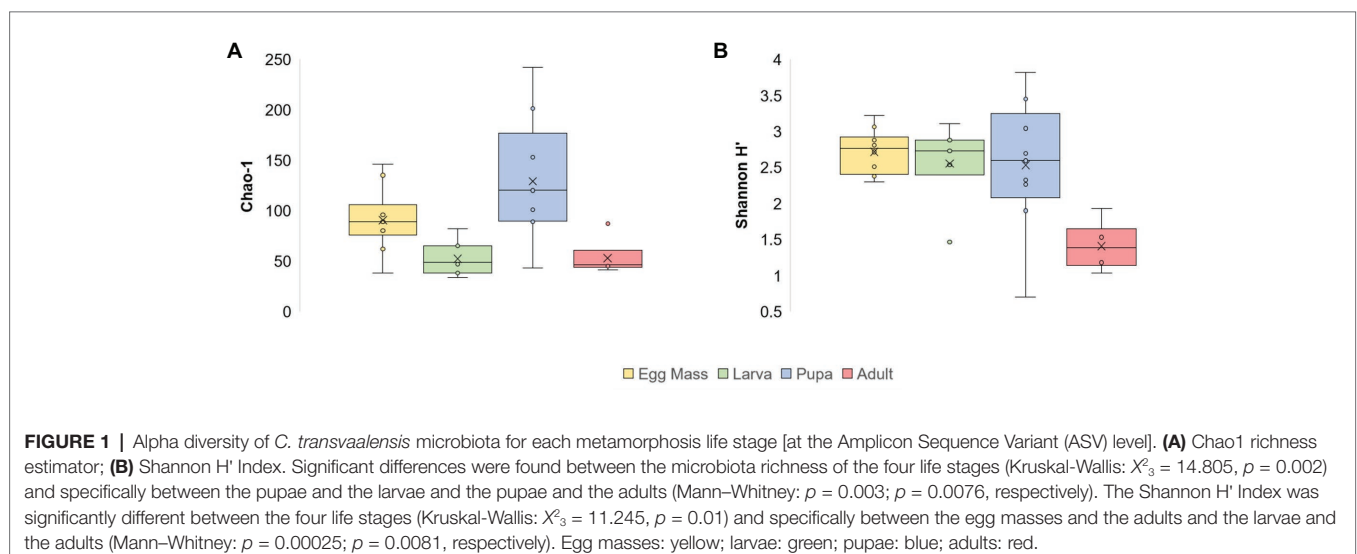 A
B
250
200
150
100
50
0
Chao-1
4
3.5
3
2.5
2
1.5
1
0.5
Shannon H'
Egg Mass Larva Pupa Adult
FIGURE 1 | Alpha diversity of C. transvaalensis microbiota for each metamorphosis life stage [at the Amplicon Sequence Variant (ASV) level]. (A) Chao1 richness
estimator; (B) Shannon H' Index. Significant differences were found between the microbiota richness of the four life stages (Kruskal-Wallis: X²₃ = 14.805, p = 0.002)
and specifically between the pupae and the larvae and the pupae and the adults (Mann–Whitney: p = 0.003; p = 0.0076, respectively). The Shannon H' Index was
significantly different between the four life stages (Kruskal-Wallis: X²₃ = 11.245, p = 0.01) and specifically between the egg masses and the adults and the larvae and
the adults (Mann–Whitney: p = 0.00025; p = 0.0081, respectively). Egg masses: yellow; larvae: green; pupae: blue; adults: red.